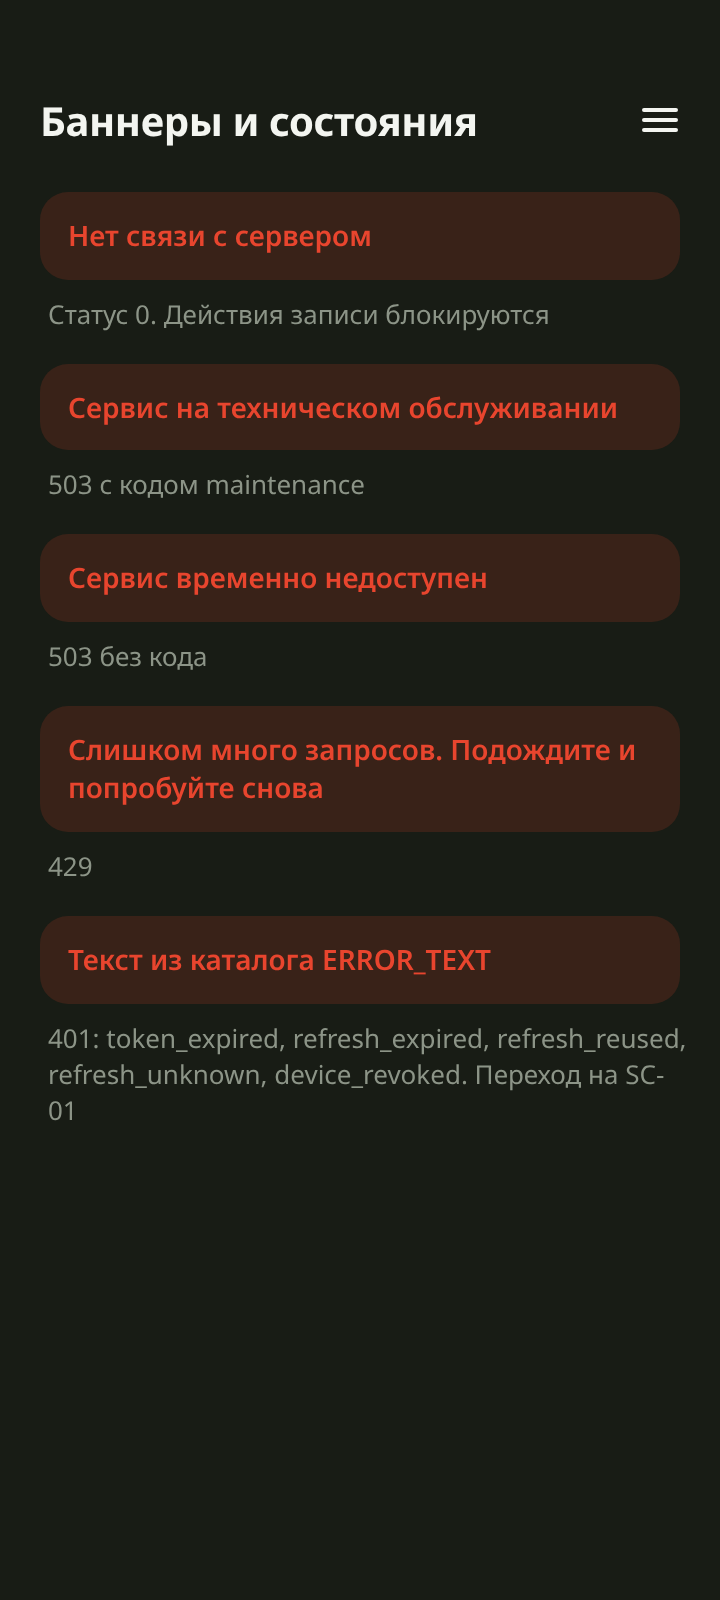 Баннеры и состояния
Нет связи с сервером
Статус 0. Действия записи блокируются
Сервис на техническом обслуживании
503 с кодом maintenance
Сервис временно недоступен
503 без кода
Слишком много запросов. Подождите и
попробуйте снова
429
Текст из каталога ERROR_TEXT
401: token_expired, refresh_expired, refresh_reused,
refresh_unknown, device_revoked. Переход на SC-
01